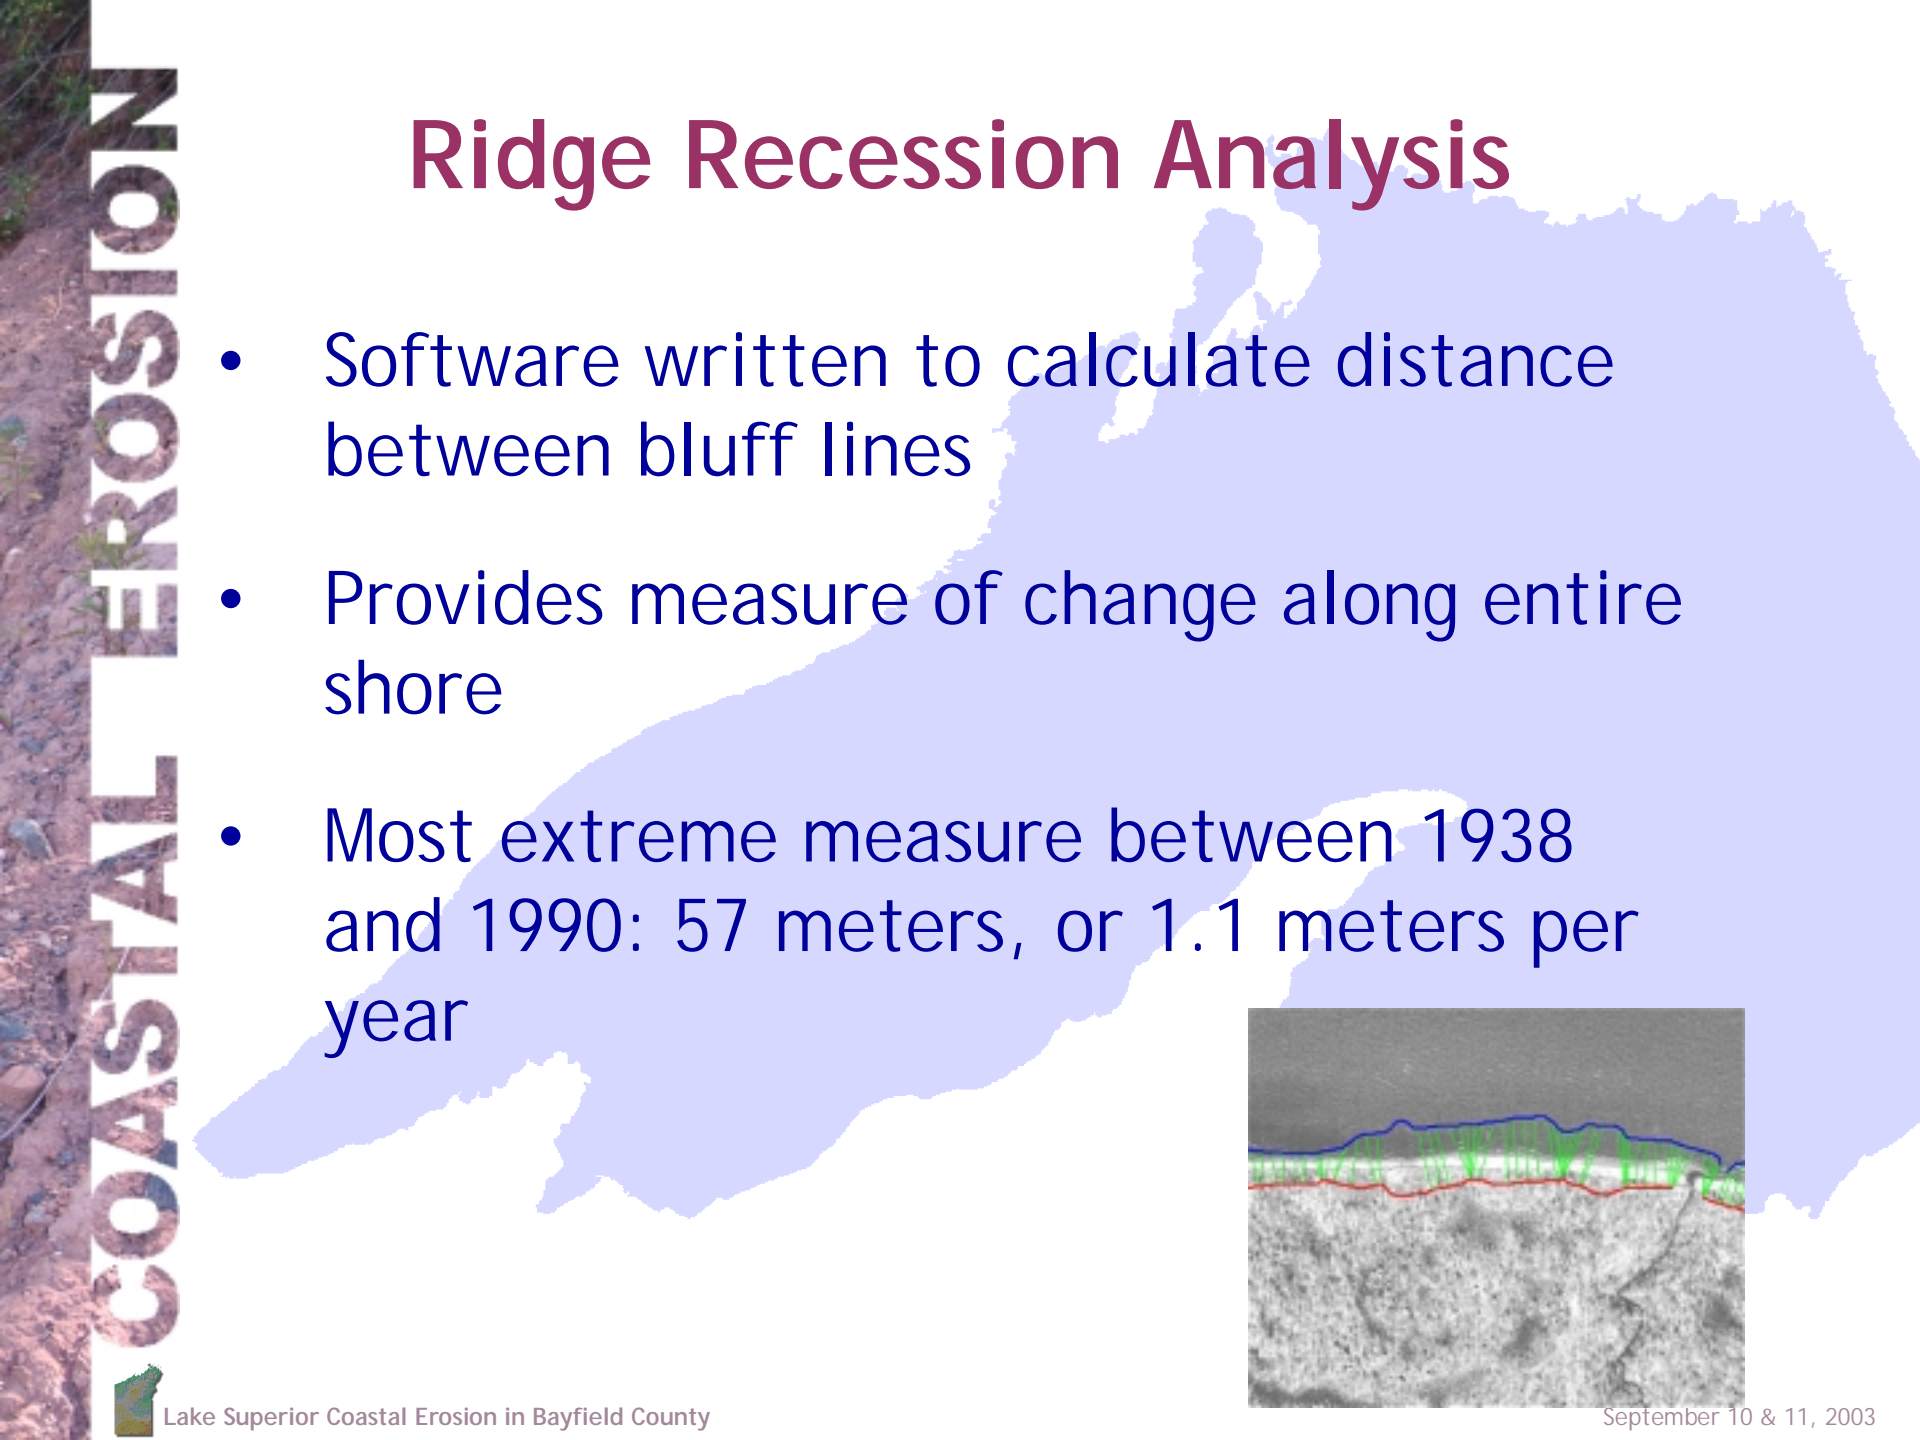 COASTAL EROSION
Ridge Recession Analysis
• Software written to calculate distance
between bluff lines
• Provides measure of change along entire
shore
• Most extreme measure between 1938
and 1990: 57 meters, or 1.1 meters per
year
Lake Superior Coastal Erosion in Bayfield County
September 10 & 11, 2003